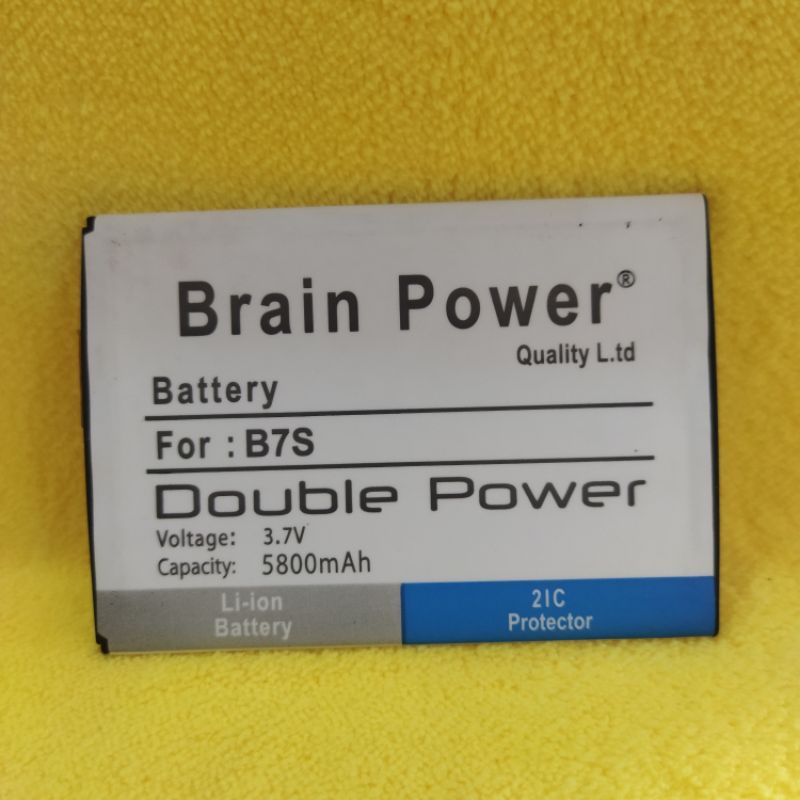 Brain Power®
Quality L.td
Battery
For : B7S
Double Power
Voltage: 3.7V
Capacity: 5800mAh
Li-ion
Battery
2IC
Protector